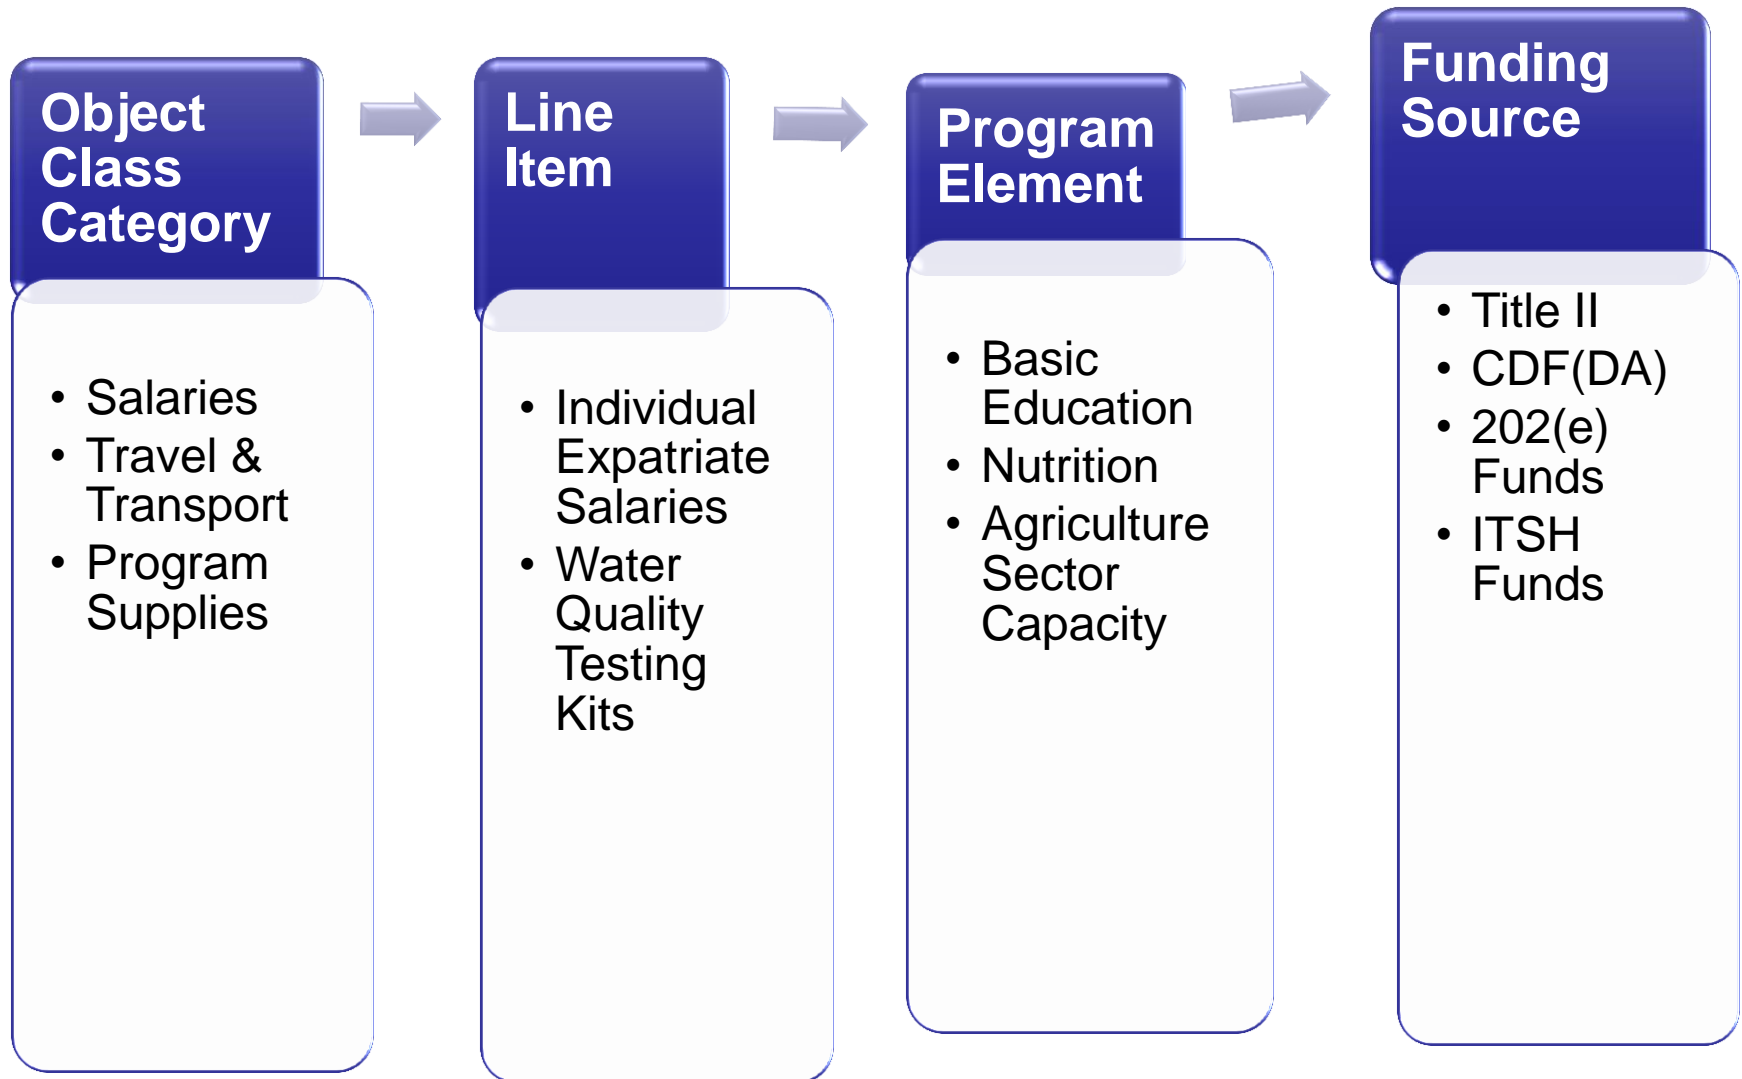 Object
Class
Category
• Salaries
• Travel &
Transport
• Program
Supplies
Line
Item
• Individual
Expatriate
Salaries
• Water
Quality
Testing
Kits
Program
Element
• Basic
Education
• Nutrition
• Agriculture
Sector
Capacity
Funding
Source
• Title II
• CDF(DA)
• 202(e)
Funds
• ITSH
Funds